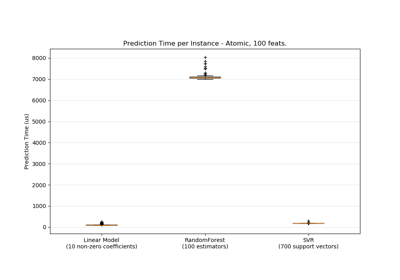 Prediction Time per Instance - Atomic, 100 feats.
Prediction Time (us)
8000
7000
6000
5000
4000
3000
2000
1000
0
Linear Model
(10 non-zero coefficients)
RandomForest
(100 estimators)
SVR
(700 support vectors)